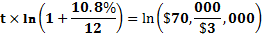 t × ln(1 + 10.8%/12) = ln($70,000/$3,000)